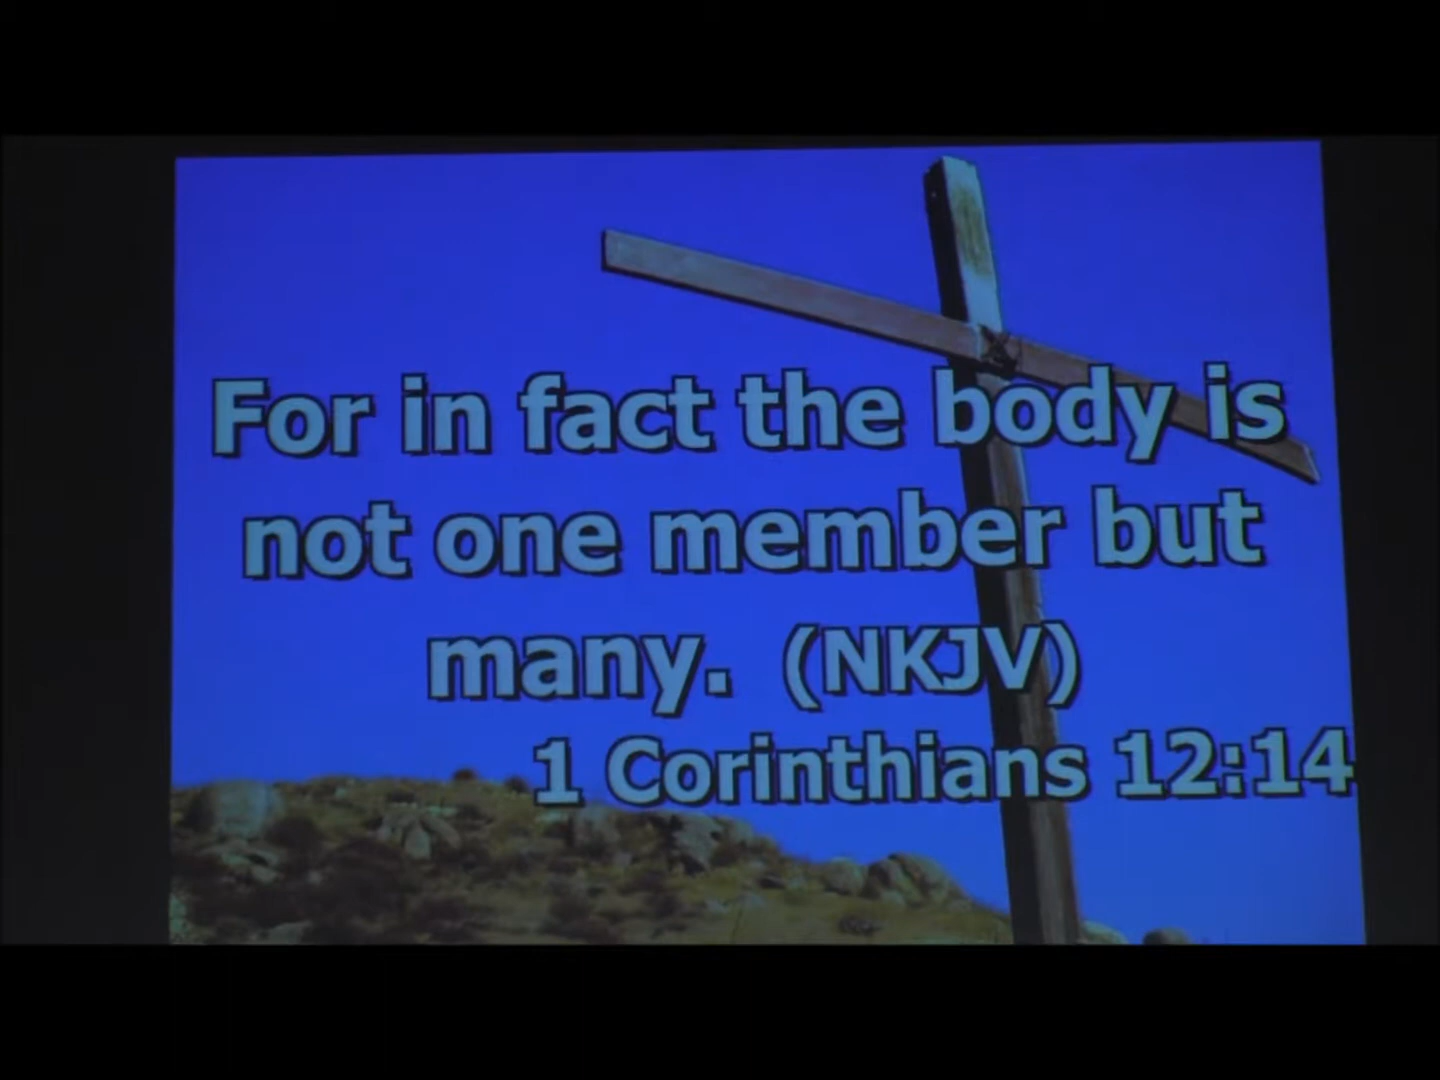 For in fact the body is
not one member but
many.  (NKJV)
1 Corinthians 12:14